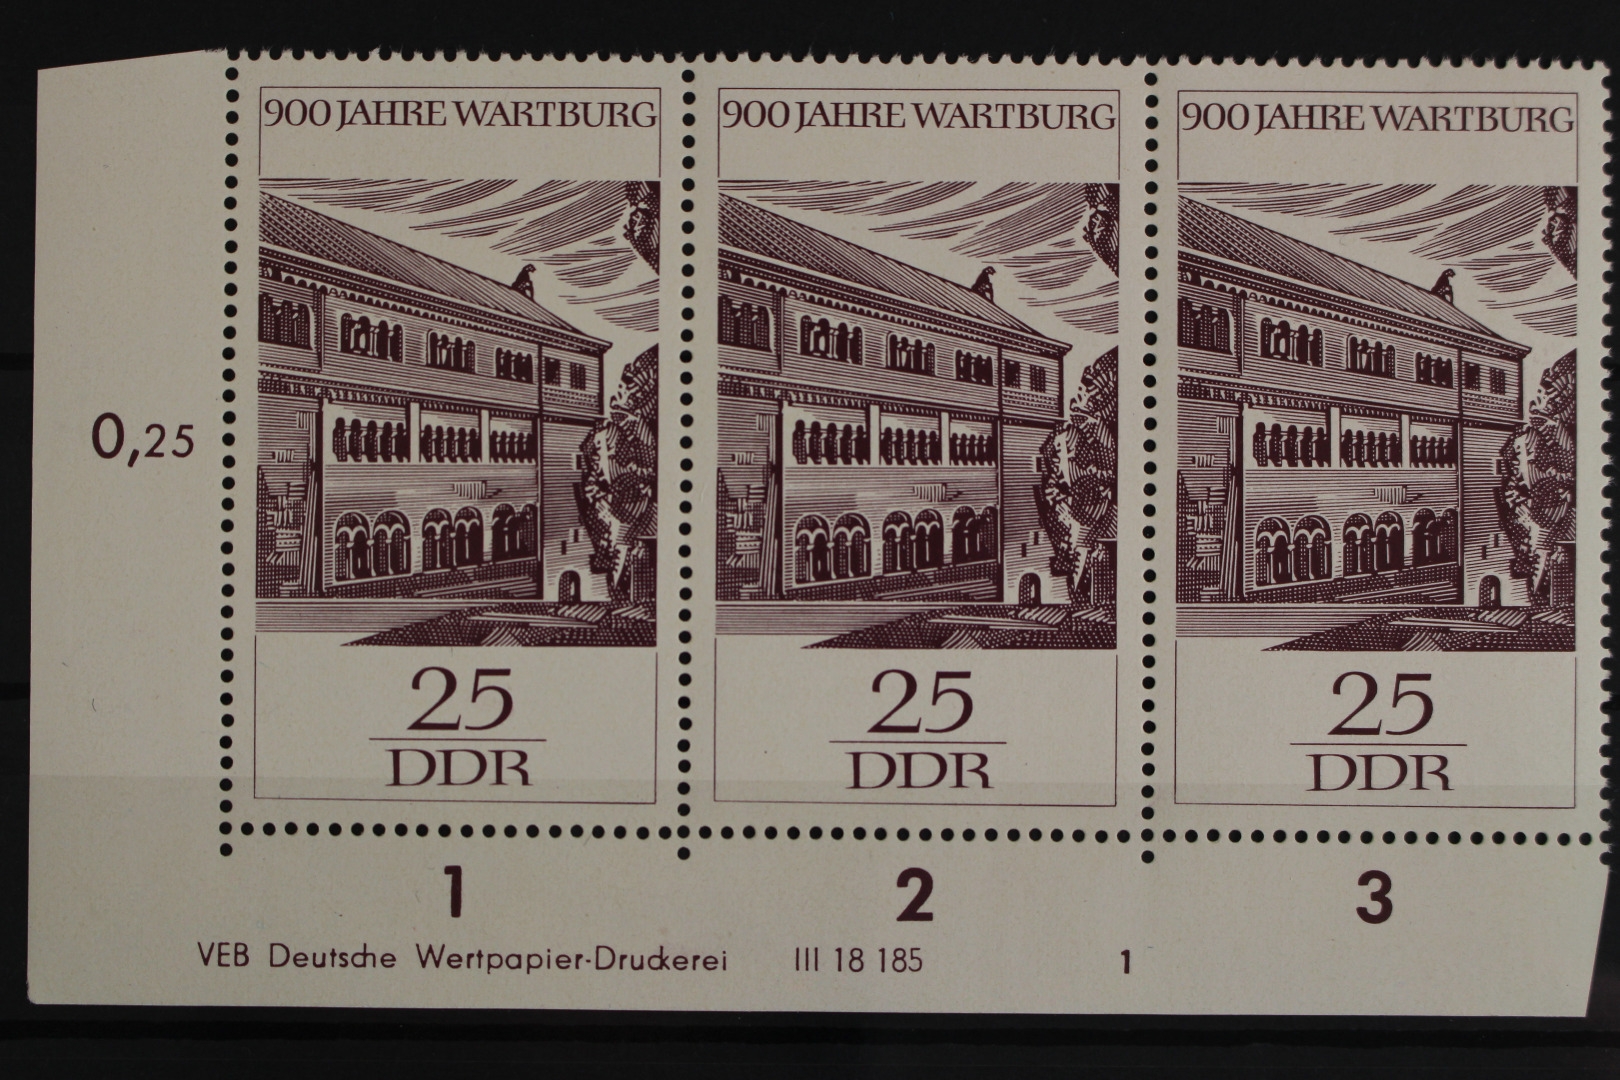 900 JAHRE WARTBURG 900 JAHRE WARTBURG 900 JAHRE WARTBURG
0,25
25 25 25
DDR DDR DDR
1 2 3
VEB Deutsche Wertpapier-Druckerei III 18 185 1